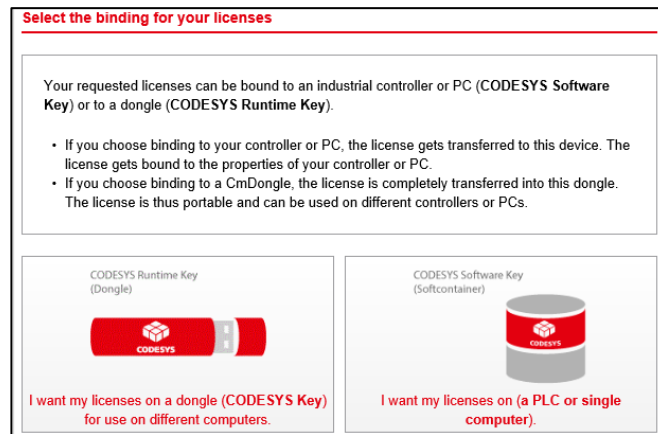 Select the binding for your licenses
Your requested licenses can be bound to an industrial controller or PC (CODESYS Software
Key) or to a dongle (CODESYS Runtime Key).
• If you choose binding to your controller or PC, the license gets transferred to this device. The
license gets bound to the properties of your controller or PC.
• If you choose binding to a CmDongle, the license is completely transferred into this dongle.
The license is thus portable and can be used on different controllers or PCs.
CODESYS Runtime Key
(Dongle)
CODESYS
I want my licenses on a dongle (CODESYS Key)
for use on different computers.
CODESYS Software Key
(Softcontainer)
CODESYS
I want my licenses on (a PLC or single
computer).